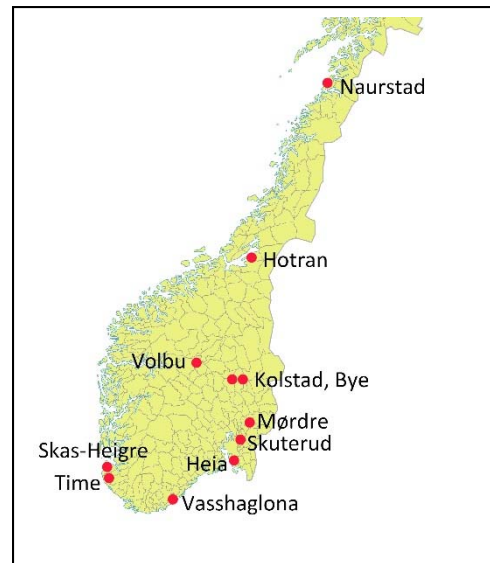 Naurstad
Hotran
Volbu
Kolstad, Bye
Mørdre
Skuterud
Skas-Heigre
Heia
Time
Vasshaglona